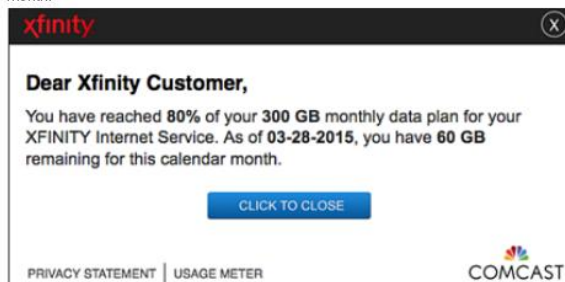 xfinity
X
Dear Xfinity Customer,
You have reached 80% of your 300 GB monthly data plan for your
XFINITY Internet Service. As of 03-28-2015, you have 60 GB
remaining for this calendar month.
CLICK TO CLOSE
PRIVACY STATEMENT | USAGE METER
COMCAST